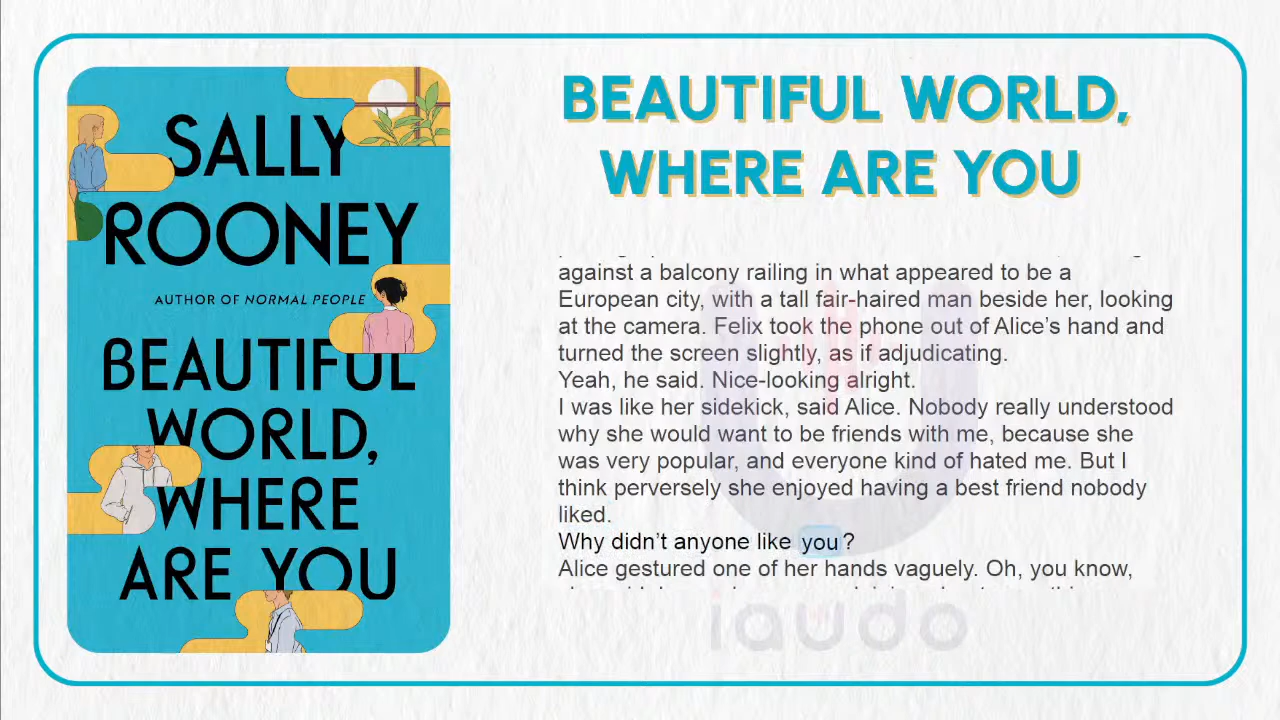 SALLY
ROONEY
AUTHOR OF NORMAL PEOPLE
BEAUTIFUL
WORLD,
WHERE
ARE YOU
BEAUTIFUL WORLD,
WHERE ARE YOU
against a balcony railing in what appeared to be a
European city, with a tall fair-haired man beside her, looking
at the camera. Felix took the phone out of Alice’s hand and
turned the screen slightly, as if adjudicating.
Yeah, he said. Nice-looking alright.
I was like her sidekick, said Alice. Nobody really understood
why she would want to be friends with me, because she
was very popular, and everyone kind of hated me. But I
think perversely she enjoyed having a best friend nobody
liked.
Why didn’t anyone like you?
Alice gestured one of her hands vaguely. Oh, you know,
iaudo